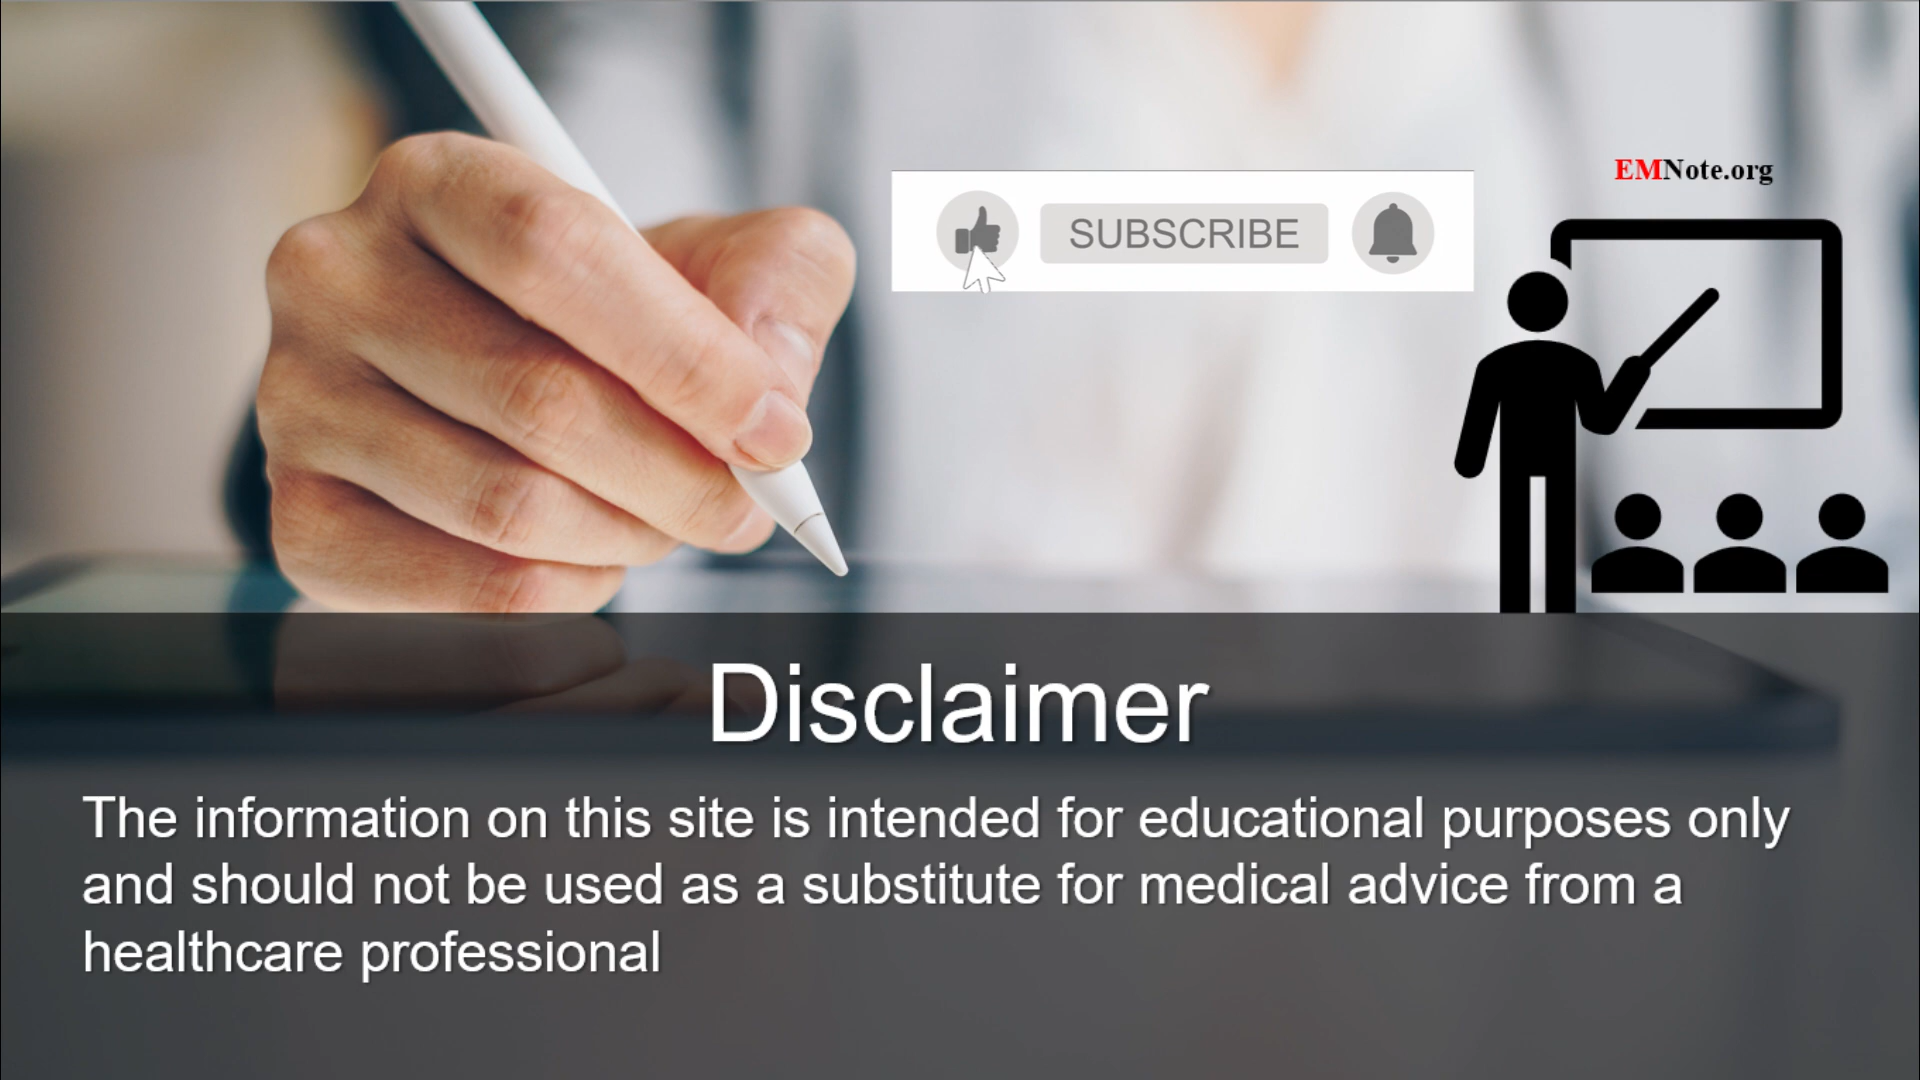 EMNote.org
SUBSCRIBE
Disclaimer
The information on this site is intended for educational purposes only
and should not be used as a substitute for medical advice from a
healthcare professional